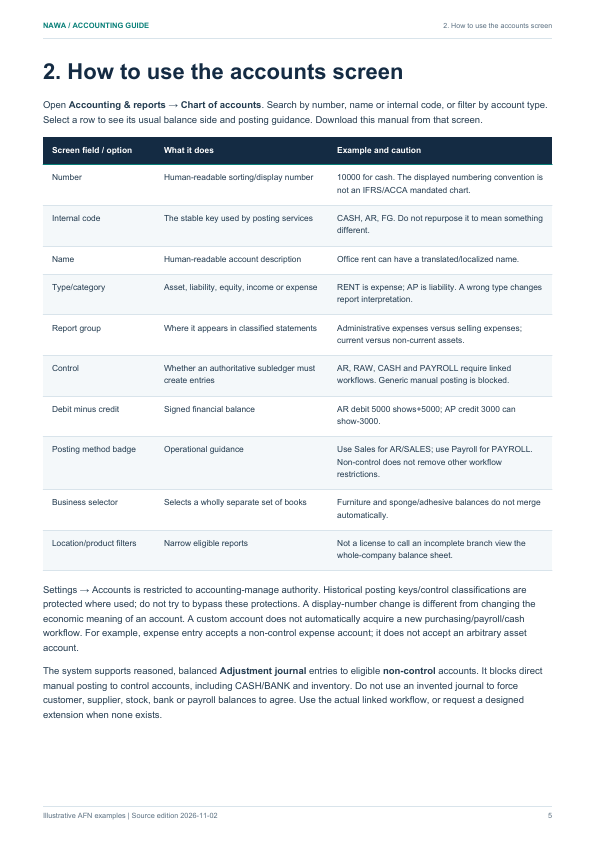 NAWA / ACCOUNTING GUIDE
2. How to use the accounts screen
2. How to use the accounts screen
Open Accounting & reports → Chart of accounts. Search by number, name or internal code, or filter by account type.
Select a row to see its usual balance side and posting guidance. Download this manual from that screen.
Screen field / option What it does Example and caution
Number Human-readable sorting/display number 10000 for cash. The displayed numbering convention is
not an IFRS/ACCA mandated chart.
Internal code The stable key used by posting services CASH, AR, FG. Do not repurpose it to mean something
different.
Name Human-readable account description Office rent can have a translated/localized name.
Type/category Asset, liability, equity, income or expense RENT is expense; AP is liability. A wrong type changes
report interpretation.
Report group Where it appears in classified statements Administrative expenses versus selling expenses;
current versus non-current assets.
Control Whether an authoritative subledger must AR, RAW, CASH and PAYROLL require linked
create entries workflows. Generic manual posting is blocked.
Debit minus credit Signed financial balance AR debit 5000 shows+5000; AP credit 3000 can
show-3000.
Posting method badge Operational guidance Use Sales for AR/SALES; use Payroll for PAYROLL.
Non-control does not remove other workflow
restrictions.
Business selector Selects a wholly separate set of books Furniture and sponge/adhesive balances do not merge
automatically.
Location/product filters Narrow eligible reports Not a license to call an incomplete branch view the
whole-company balance sheet.
Settings → Accounts is restricted to accounting-manage authority. Historical posting keys/control classifications are
protected where used; do not try to bypass these protections. A display-number change is different from changing the
economic meaning of an account. A custom account does not automatically acquire a new purchasing/payroll/cash
workflow. For example, expense entry accepts a non-control expense account; it does not accept an arbitrary asset
account.
The system supports reasoned, balanced Adjustment journal entries to eligible non-control accounts. It blocks direct
manual posting to control accounts, including CASH/BANK and inventory. Do not use an invented journal to force
customer, supplier, stock, bank or payroll balances to agree. Use the actual linked workflow, or request a designed
extension when none exists.
Illustrative AFN examples | Source edition 2026-11-02
5